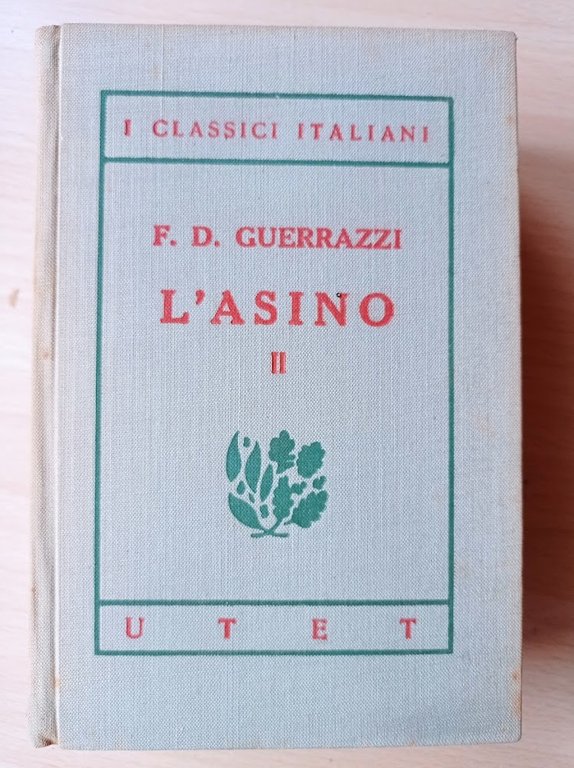 I CLASSICI ITALIANI
F. D. GUERRAZZI
L'ASINO
II
U T E T